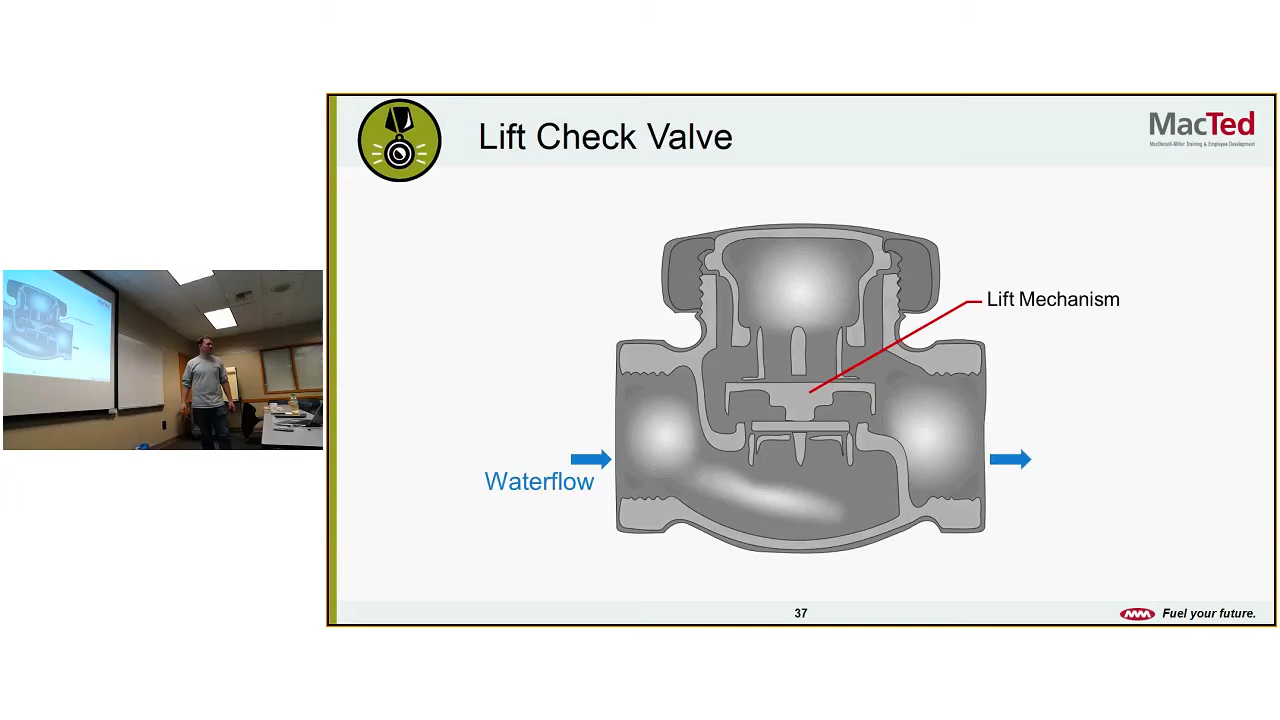 Lift Check Valve
MacTed
MacDonald-Miller Training & Employee Development
Lift Mechanism
Waterflow
37
Fuel your future.